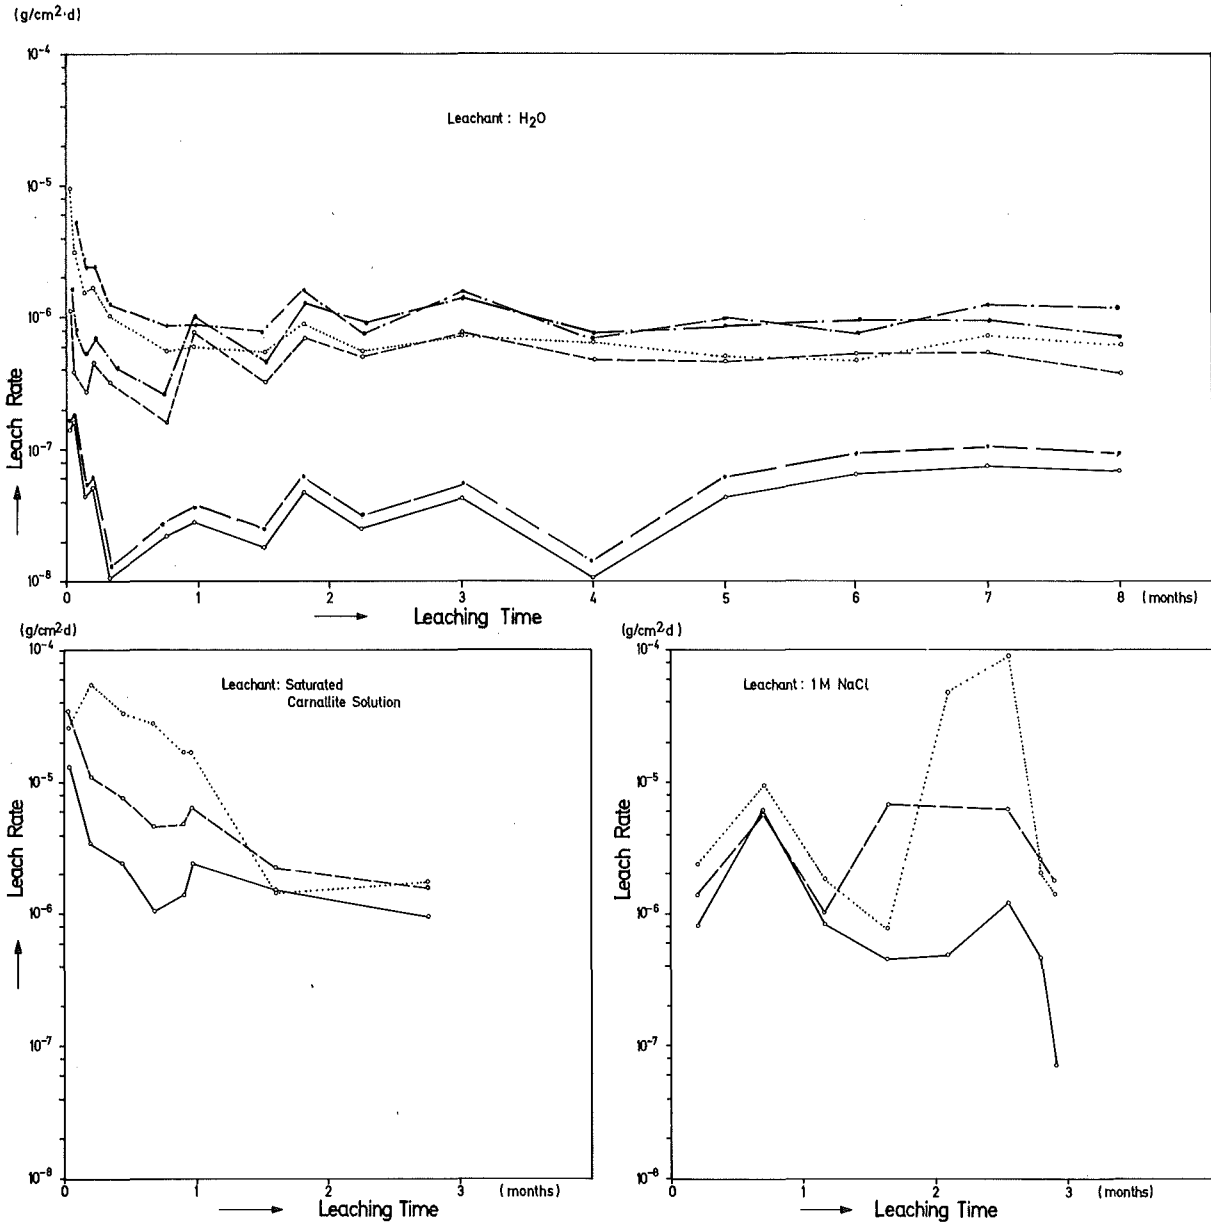 (g/cm²·d)
10⁻⁴
Leachant: H₂O
10⁻⁵
10⁻⁶
10⁻⁷
10⁻⁸
Leach Rate
0 1 2 3 4 5 6 7 8 (months)
Leaching Time
(g/cm²d)
10⁻⁴
Leachant: Saturated
Carnallite Solution
10⁻⁵
10⁻⁶
10⁻⁷
10⁻⁸
Leach Rate
0 1 2 3 (months)
Leaching Time
(g/cm²d)
10⁻⁴
Leachant: 1M NaCl
10⁻⁵
10⁻⁶
10⁻⁷
10⁻⁸
Leach Rate
0 1 2 3 (months)
Leaching Time